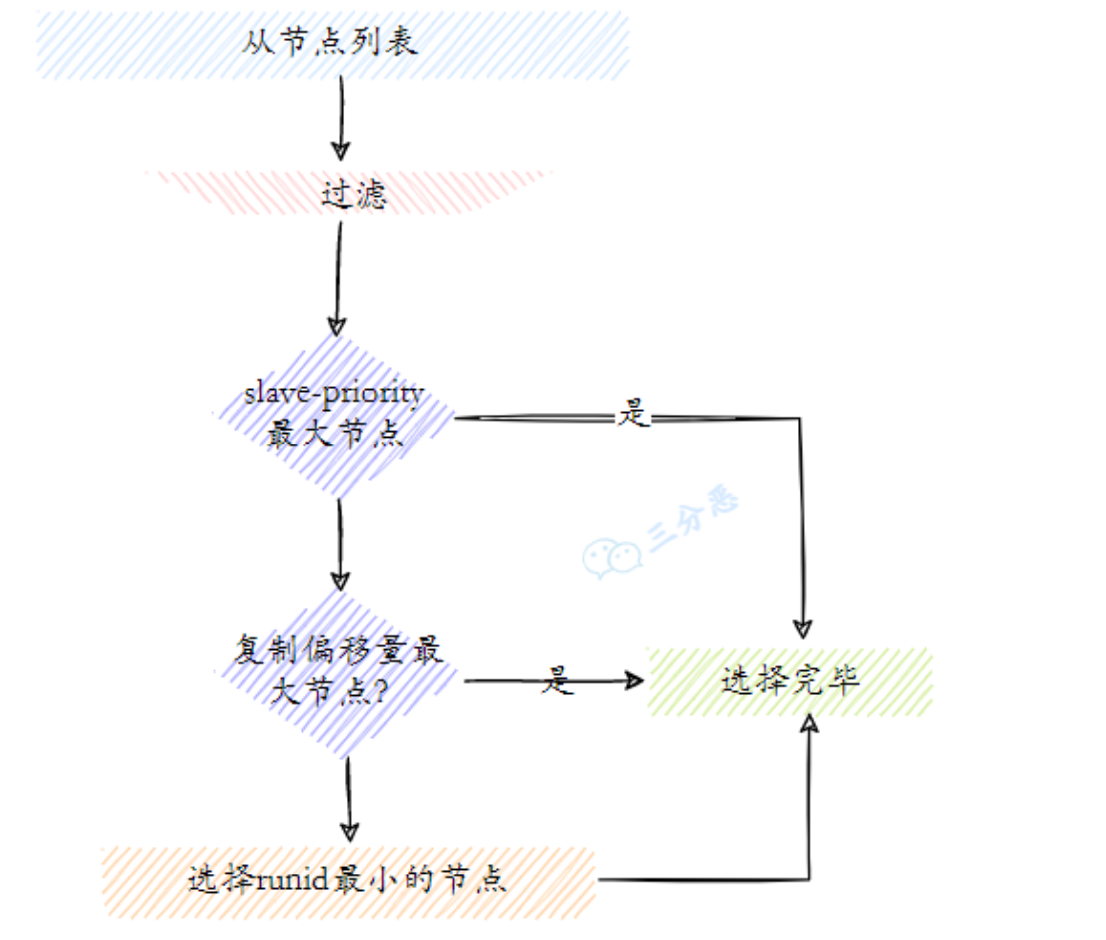 从节点列表
过滤
slave-priority
最大节点
是
三分恶
复制偏移量最
大节点?
是
选择完毕
选择runid最小的节点